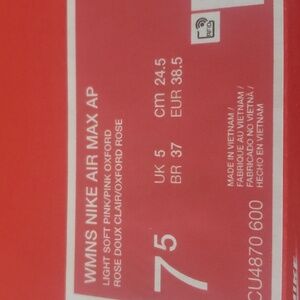 WMNS NIKE AIR MAX AP
LIGHT SOFT PINK/PINK OXFORD
ROSE DOUX CLAIR/OXFORD ROSE
7 5
UK 5 cm 24.5
BR 37 EUR 38.5
MADE IN VIETNAM /
FABRIQUE AU VIETNAM /
FABRICADO NO VIETNÃ /
HECHO EN VIETNAM
CU4870 600